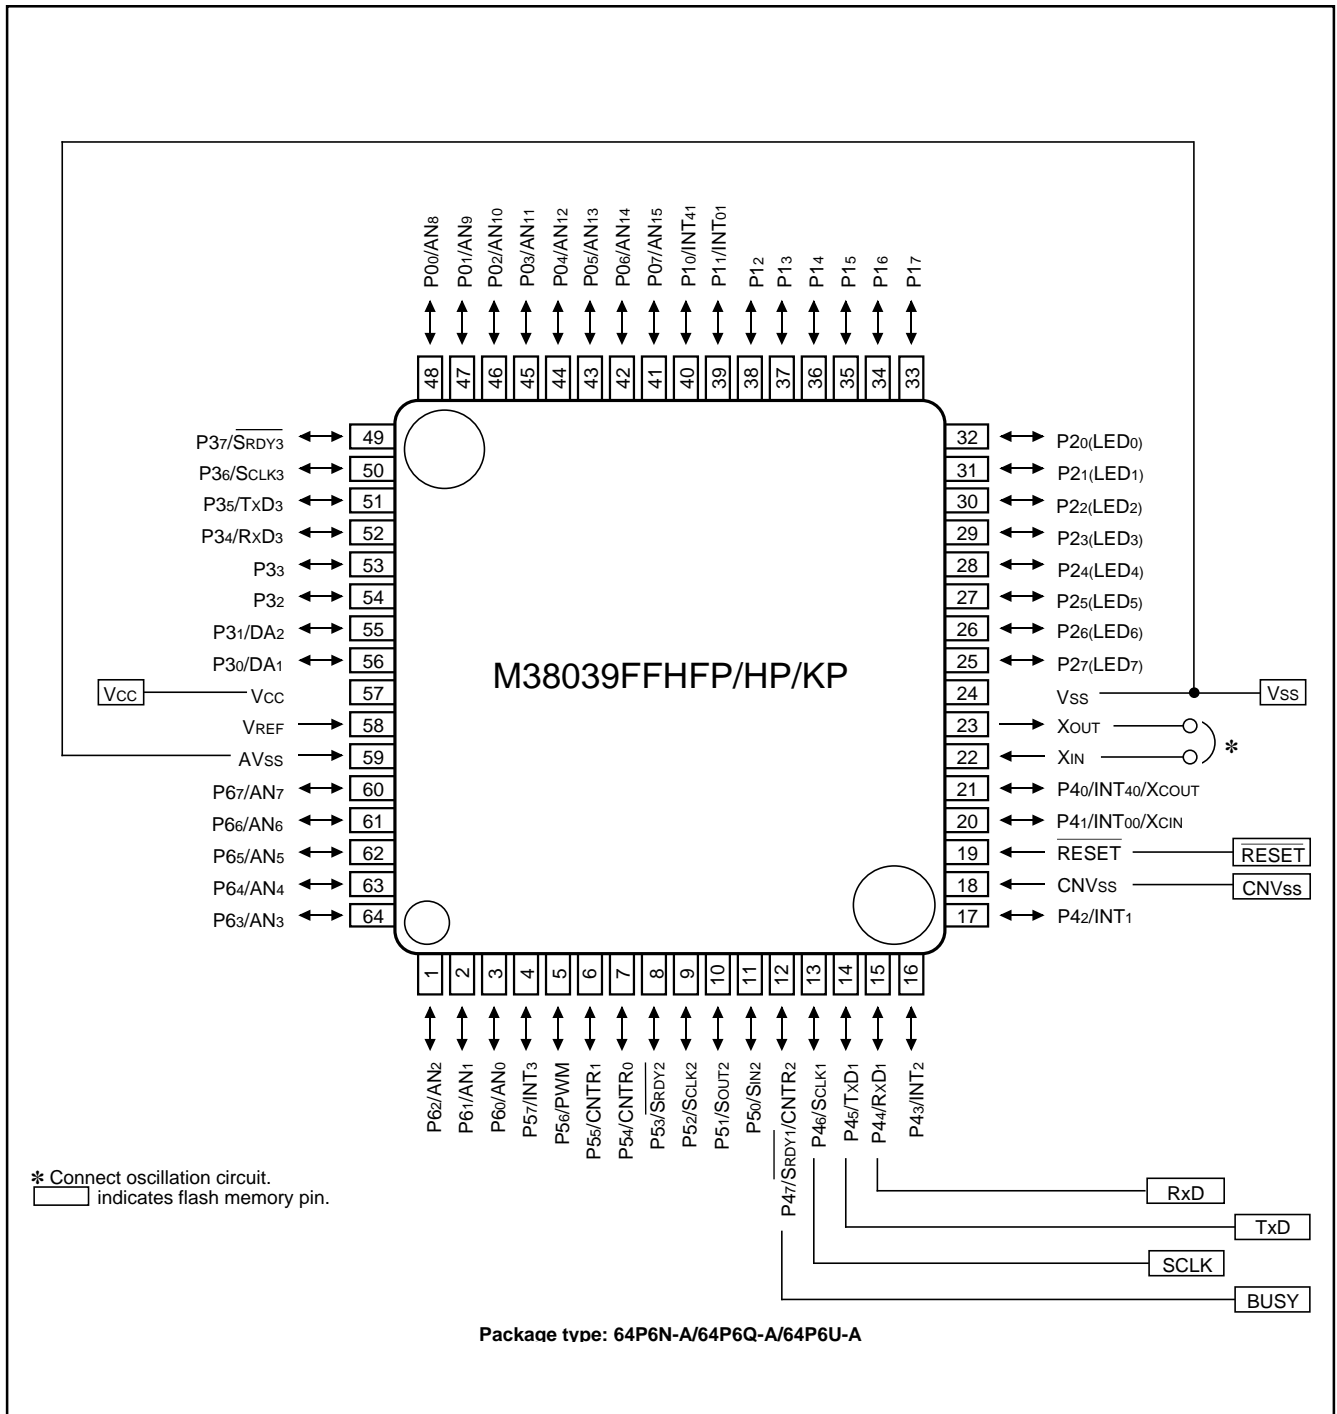 P00/AN8
P01/AN9
P02/AN10
P03/AN11
P04/AN12
P05/AN13
P06/AN14
P07/AN15
P10/INT41
P11/INT01
P12
P13
P14
P15
P16
P17
48 47 46 45 44 43 42 41 40 39 38 37 36 35 34 33
P37/SRDY3 49
P36/SCLK3 50
P35/TXD3 51
P34/RXD3 52
P33 53
P32 54
P31/DA2 55
P30/DA1 56
VCC VCC 57
VREF 58
AVSS 59
P67/AN7 60
P66/AN6 61
P65/AN5 62
P64/AN4 63
P63/AN3 64
M38039FFHFP/HP/KP
32 P20(LED0)
31 P21(LED1)
30 P22(LED2)
29 P23(LED3)
28 P24(LED4)
27 P25(LED5)
26 P26(LED6)
25 P27(LED7)
24 VSS VSS
23 XOUT
22 XIN *
21 P40/INT40/XCOUT
20 P41/INT00/XCIN
19 RESET RESET
18 CNVSS CNVSS
17 P42/INT1
1 2 3 4 5 6 7 8 9 10 11 12 13 14 15 16
P62/AN2
P61/AN1
P60/AN0
P57/INT3
P56/PWM
P55/CNTR1
P54/CNTR0
P53/SRDY2
P52/SCLK2
P51/SOUT2
P50/SIN2
P47/SRDY1/CNTR2
P46/SCLK1
P45/TXD1
P44/RXD1
P43/INT2
RxD
TxD
SCLK
BUSY
* Connect oscillation circuit.
indicates flash memory pin.
Package type: 64P6N-A/64P6Q-A/64P6U-A